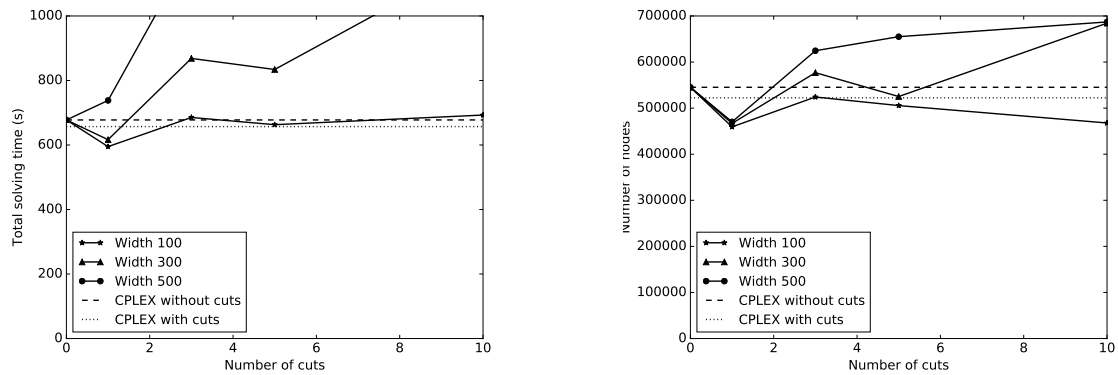 1000
800
600
400
200
0
Total solving time (s)
Width 100
Width 300
Width 500
CPLEX without cuts
CPLEX with cuts
0 2 4 6 8 10
Number of cuts
700000
600000
500000
400000
300000
200000
100000
0
Number of nodes
Width 100
Width 300
Width 500
CPLEX without cuts
CPLEX with cuts
0 2 4 6 8 10
Number of cuts